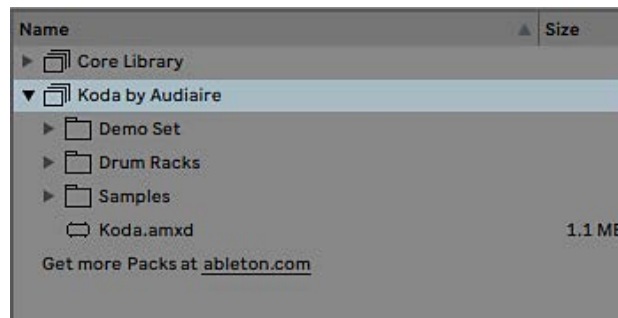 Name Size
Core Library
Koda by Audiaire
Demo Set
Drum Racks
Samples
Koda.amxd 1.1 MB
Get more Packs at ableton.com